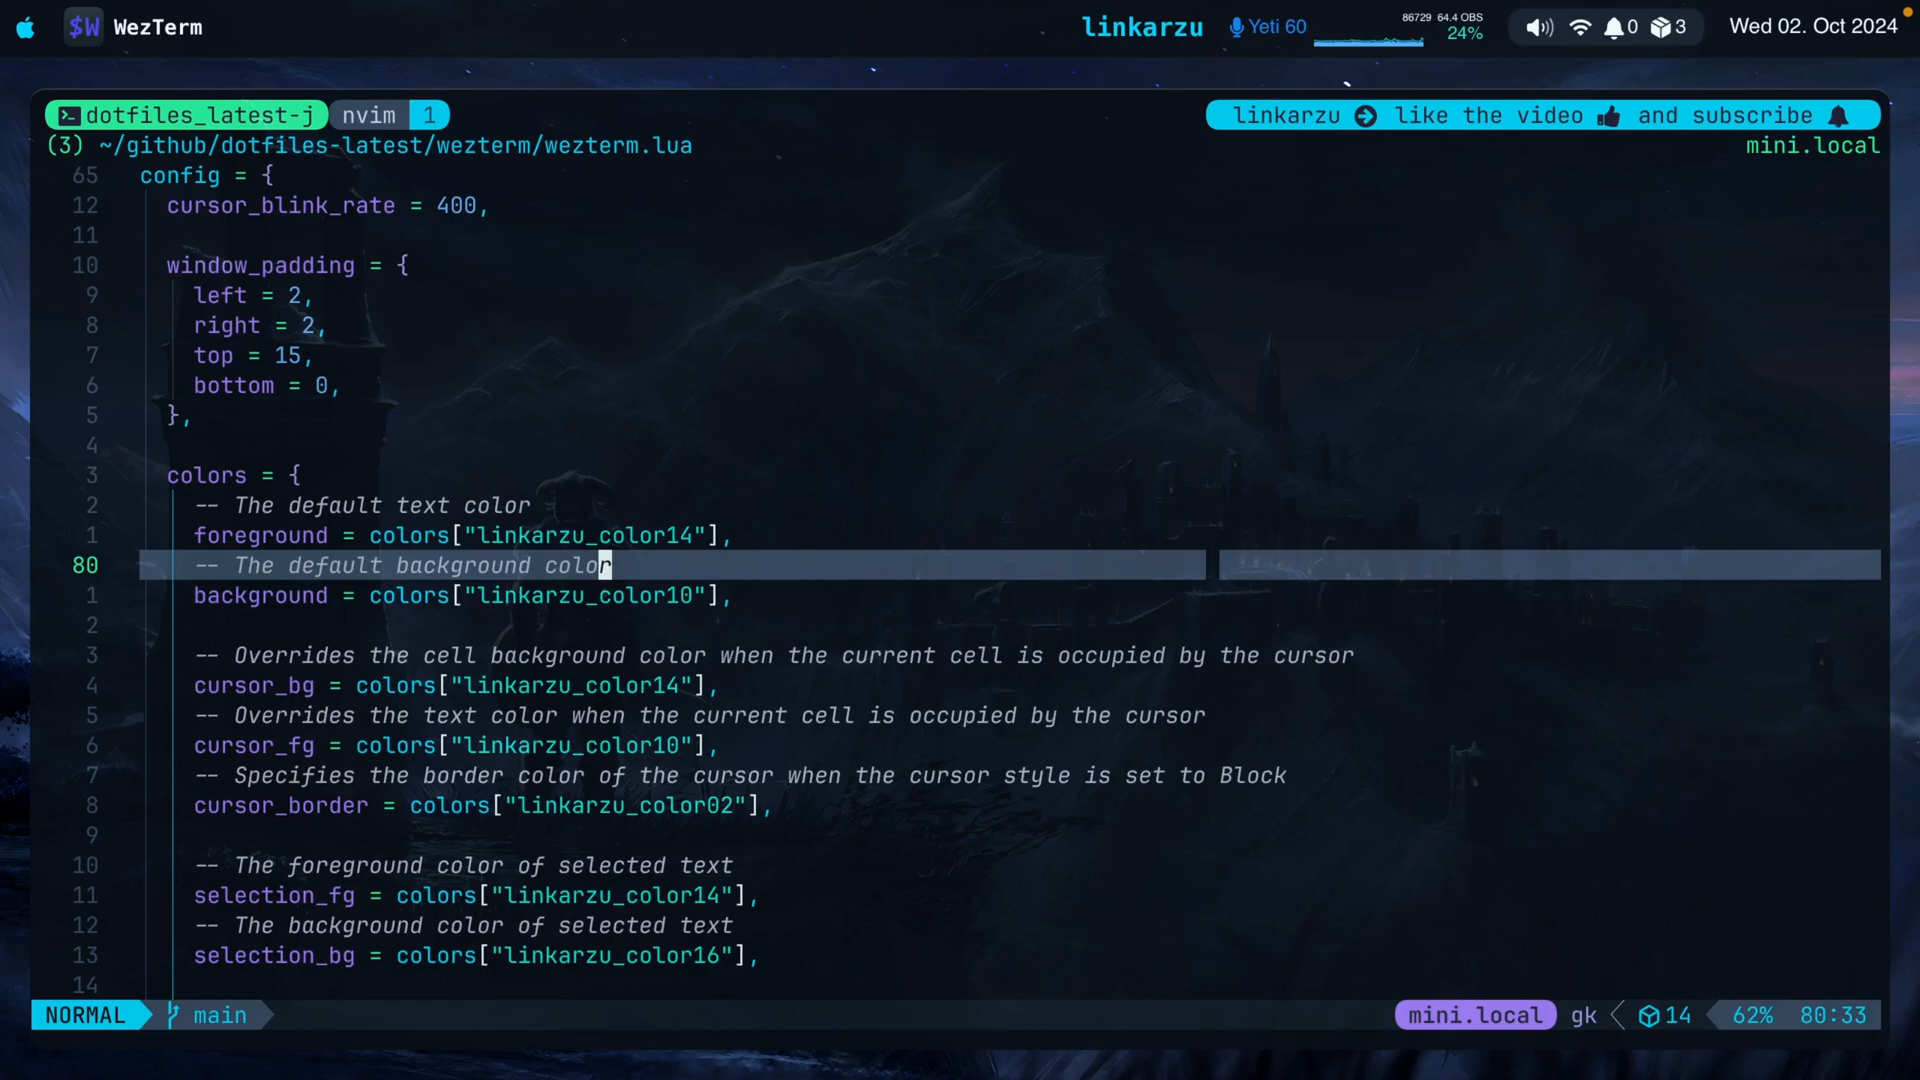 $W WezTerm linkarzu Yeti 60 86729 64.4 OBS 24% 0 3 Wed 02. Oct 2024
dotfiles_latest-j nvim 1 linkarzu like the video and subscribe
(3) ~/github/dotfiles-latest/wezterm/wezterm.lua mini.local
65 config = {
12 cursor_blink_rate = 400,
11
10 window_padding = {
9 left = 2,
8 right = 2,
7 top = 15,
6 bottom = 0,
5 },
4
3 colors = {
2 -- The default text color
1 foreground = colors["linkarzu_color14"],
80 -- The default background color
1 background = colors["linkarzu_color10"],
2
3 -- Overrides the cell background color when the current cell is occupied by the cursor
4 cursor_bg = colors["linkarzu_color14"],
5 -- Overrides the text color when the current cell is occupied by the cursor
6 cursor_fg = colors["linkarzu_color10"],
7 -- Specifies the border color of the cursor when the cursor style is set to Block
8 cursor_border = colors["linkarzu_color02"],
9
10 -- The foreground color of selected text
11 selection_fg = colors["linkarzu_color14"],
12 -- The background color of selected text
13 selection_bg = colors["linkarzu_color16"],
14
NORMAL main mini.local gk 14 62% 80:33